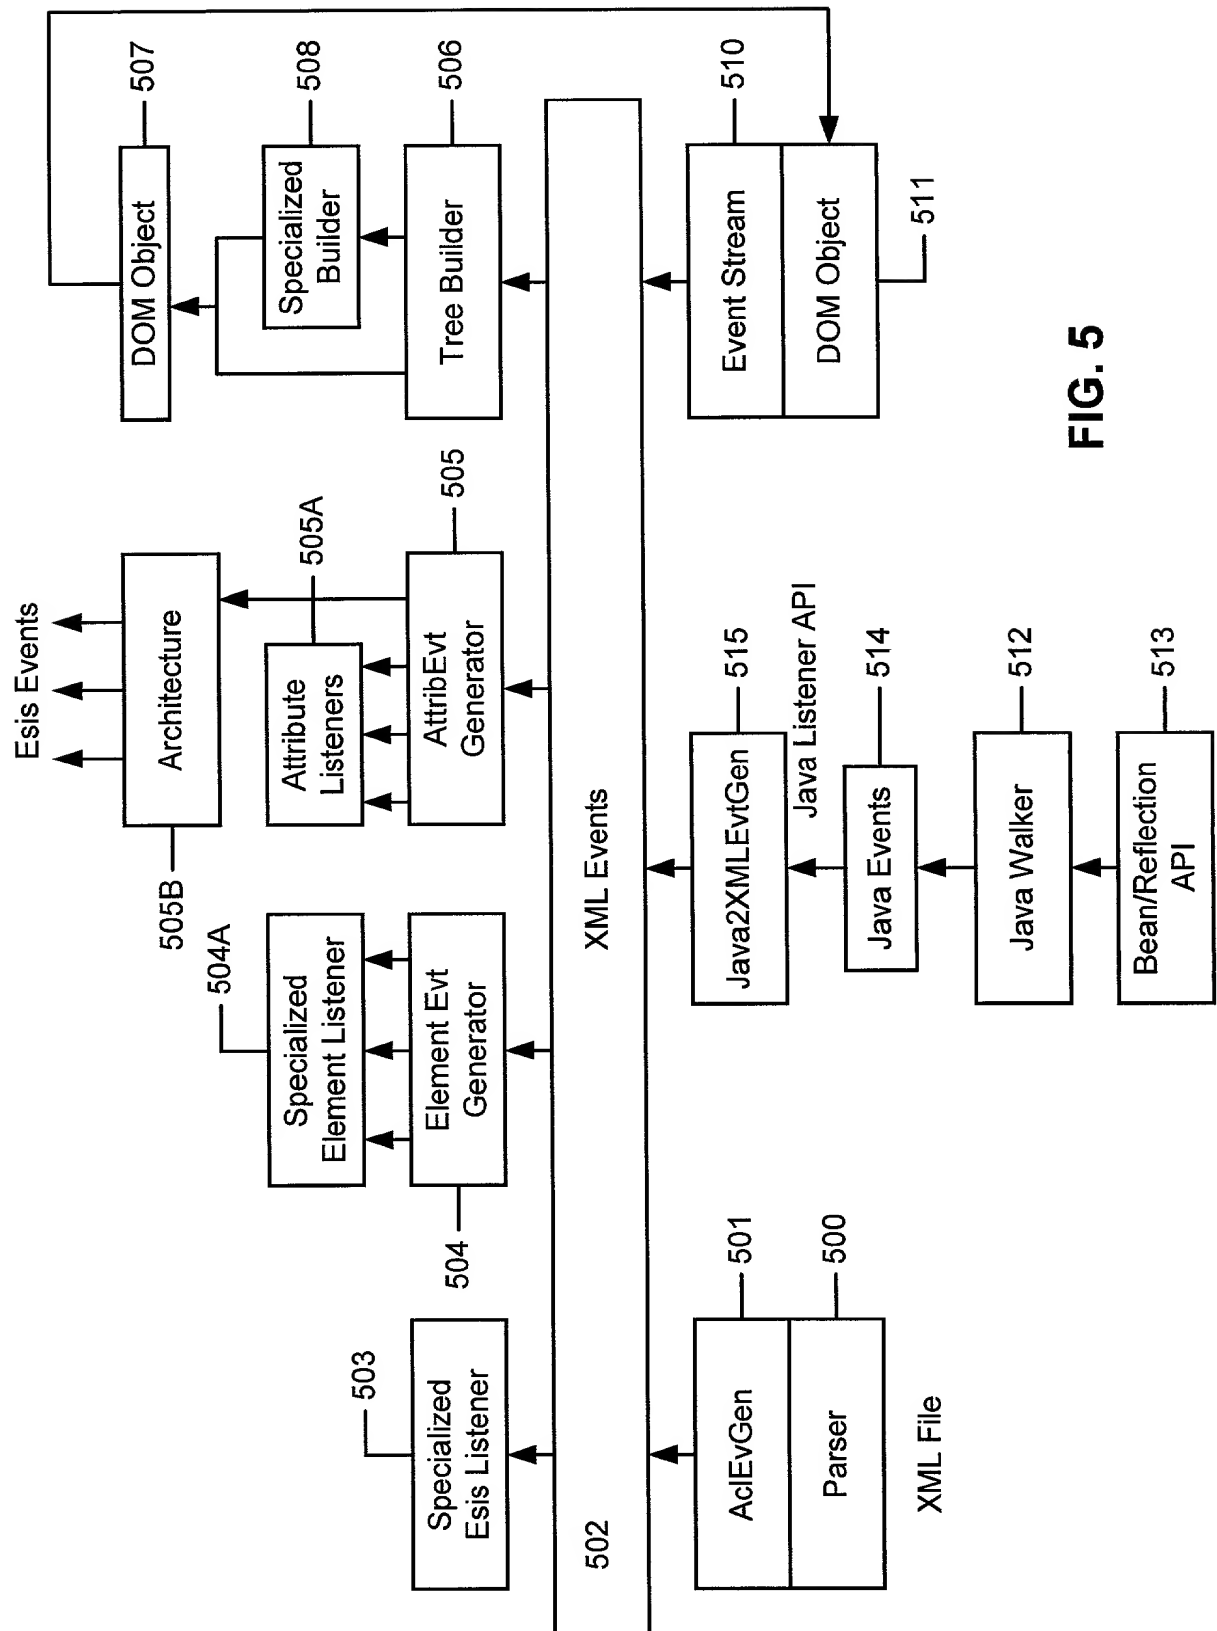 Esis Events
507
DOM Object
508
Specialized
Builder
506
Tree Builder
505B
Architecture
505A
Attribute
Listeners
505
AttribEvt
Generator
504A
Specialized
Element Listener
504
Element Evt
Generator
503
Specialized
Esis Listener
502
XML Events
501
AclEvGen
500
Parser
XML File
515
Java2XMLEvtGen
Java Listener API
514
Java Events
512
Java Walker
513
Bean/Reflection
API
510
Event Stream
DOM Object
511
FIG. 5